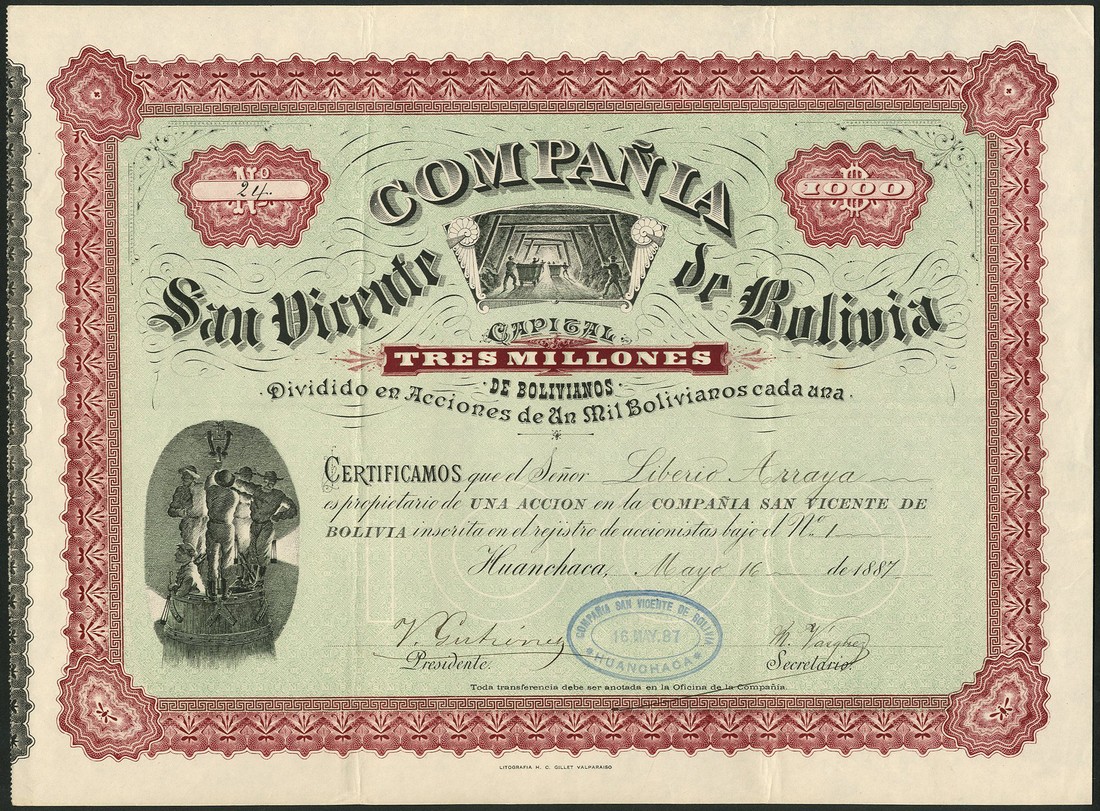 COMPAÑIA
San Vicente de Bolivia
Nº 24
1000
CAPITAL
TRES MILLONES
DE BOLIVIANOS
Dividido en Acciones de Un Mil Bolivianos cada una
CERTIFICAMOS que el Señor Liberio Arraya
es propietario de UNA ACCION en la COMPAÑIA SAN VICENTE DE
BOLIVIA inscrita en el rejistro de accionistas bajo el Nº 1
Huanchaca, Mayo 16 de 1887
1000
V. Gutierrez
Presidente.
COMPAÑIA SAN VICENTE DE BOLIVIA
16.MAY.87
HUANCHACA
Secretario.
Toda transferencia debe ser anotada en la Oficina de la Compañia.
LITOGRAFIA H. C. GILLET VALPARAISO